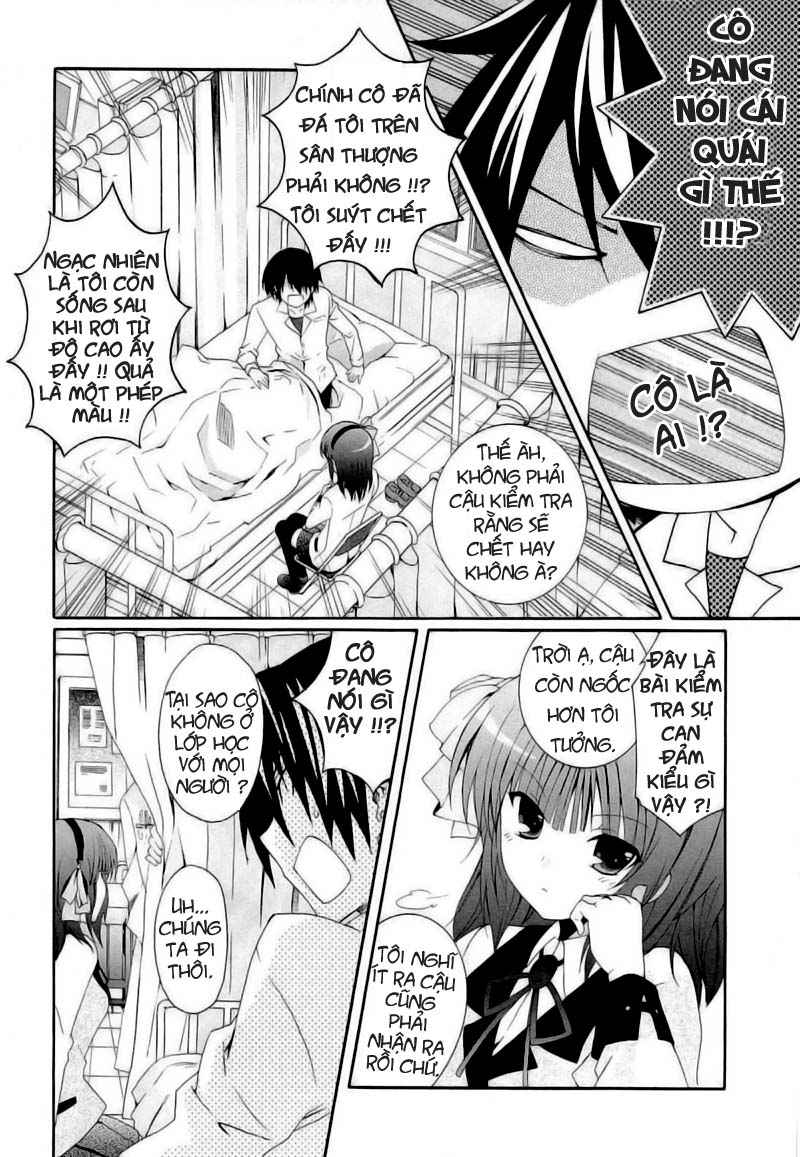 CÔ
ĐANG
NÓI CÁI
QUÁI
GÌ THẾ
!!!?
CÔ LÀ
AI !?
CHÍNH CÔ ĐÃ
ĐÁ TÔI TRÊN
SÂN THƯỢNG
PHẢI KHÔNG !!?
TÔI SUÝT CHẾT
ĐẤY !!!
NGẠC NHIÊN
LÀ TÔI CÒN
SỐNG SAU
KHI RƠI TỪ
ĐỘ CAO ẤY
ĐẤY !! QUẢ
LÀ MỘT PHÉP
MÀU !!
THẾ ÀH,
KHÔNG PHẢI
CẬU KIỂM TRA
RẰNG SẼ
CHẾT HAY
KHÔNG À?
ĐÂY LÀ
BÀI KIỂM
TRA SỰ
CAN
ĐẢM
KIỂU GÌ
VẬY ?!
TRỜI Ạ, CẬU
CÒN NGỐC
HƠN TÔI
TƯỞNG.
TÔI NGHĨ
ÍT RA CẬU
CŨNG
PHẢI
NHẬN RA
RỒI CHỨ.
CÔ
ĐANG
NÓI GÌ
VẬY !!?
TẠI SAO CÔ
KHÔNG Ở
LỚP HỌC
VỚI MỌI
NGƯỜI ?
UH...
CHÚNG
TA ĐI
THÔI.